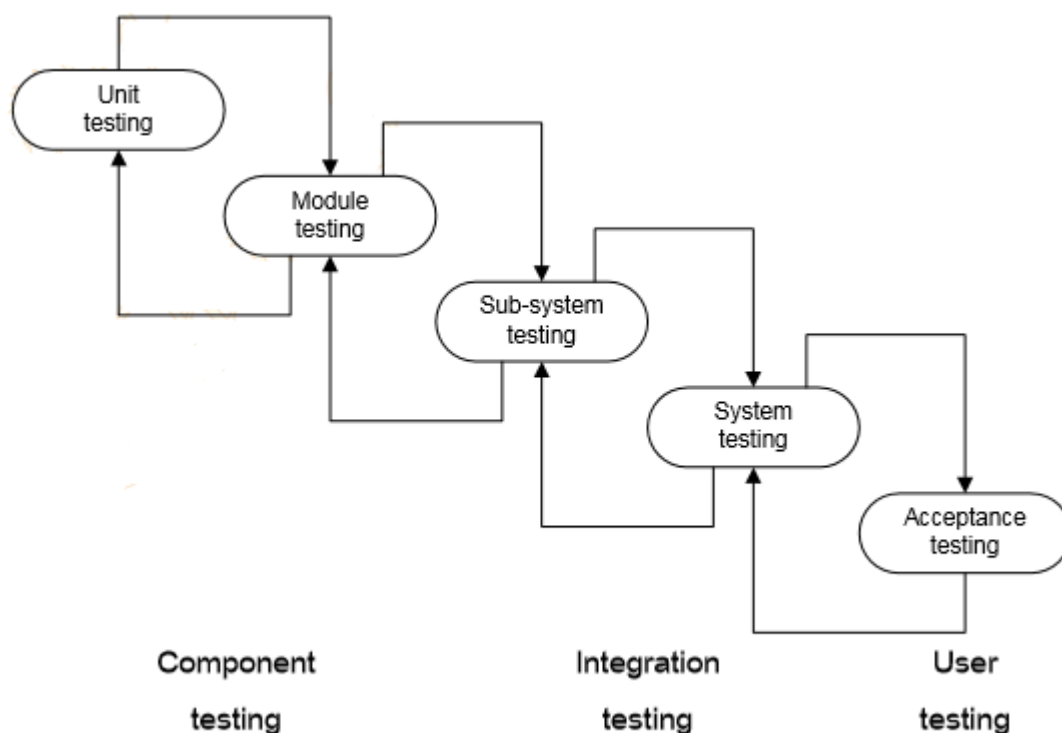 Unit
testing
Module
testing
Sub-system
testing
System
testing
Acceptance
testing
Component
testing
Integration
testing
User
testing